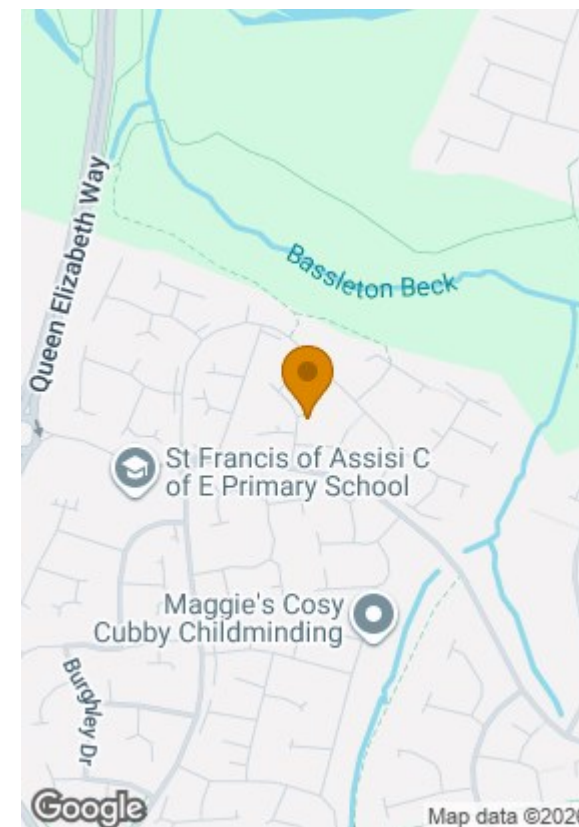 Queen Elizabeth Way
Bassleton Beck
St Francis of Assisi C
of E Primary School
Maggie's Cosy
Cubby Childminding
Burghley Dr
Google
Map data ©2026